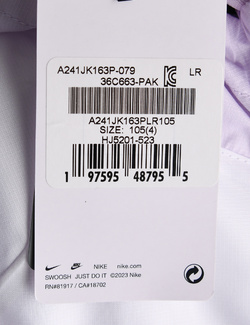 A241JK163P-079
36C663-PAK
LR
A241JK163PLR105
SIZE: 105(4)
HJ5201-523
1 97595 48795 5
NIKE nike.com
SWOOSH JUST DO IT ©2023 Nike
RN#81917 / CA#18702